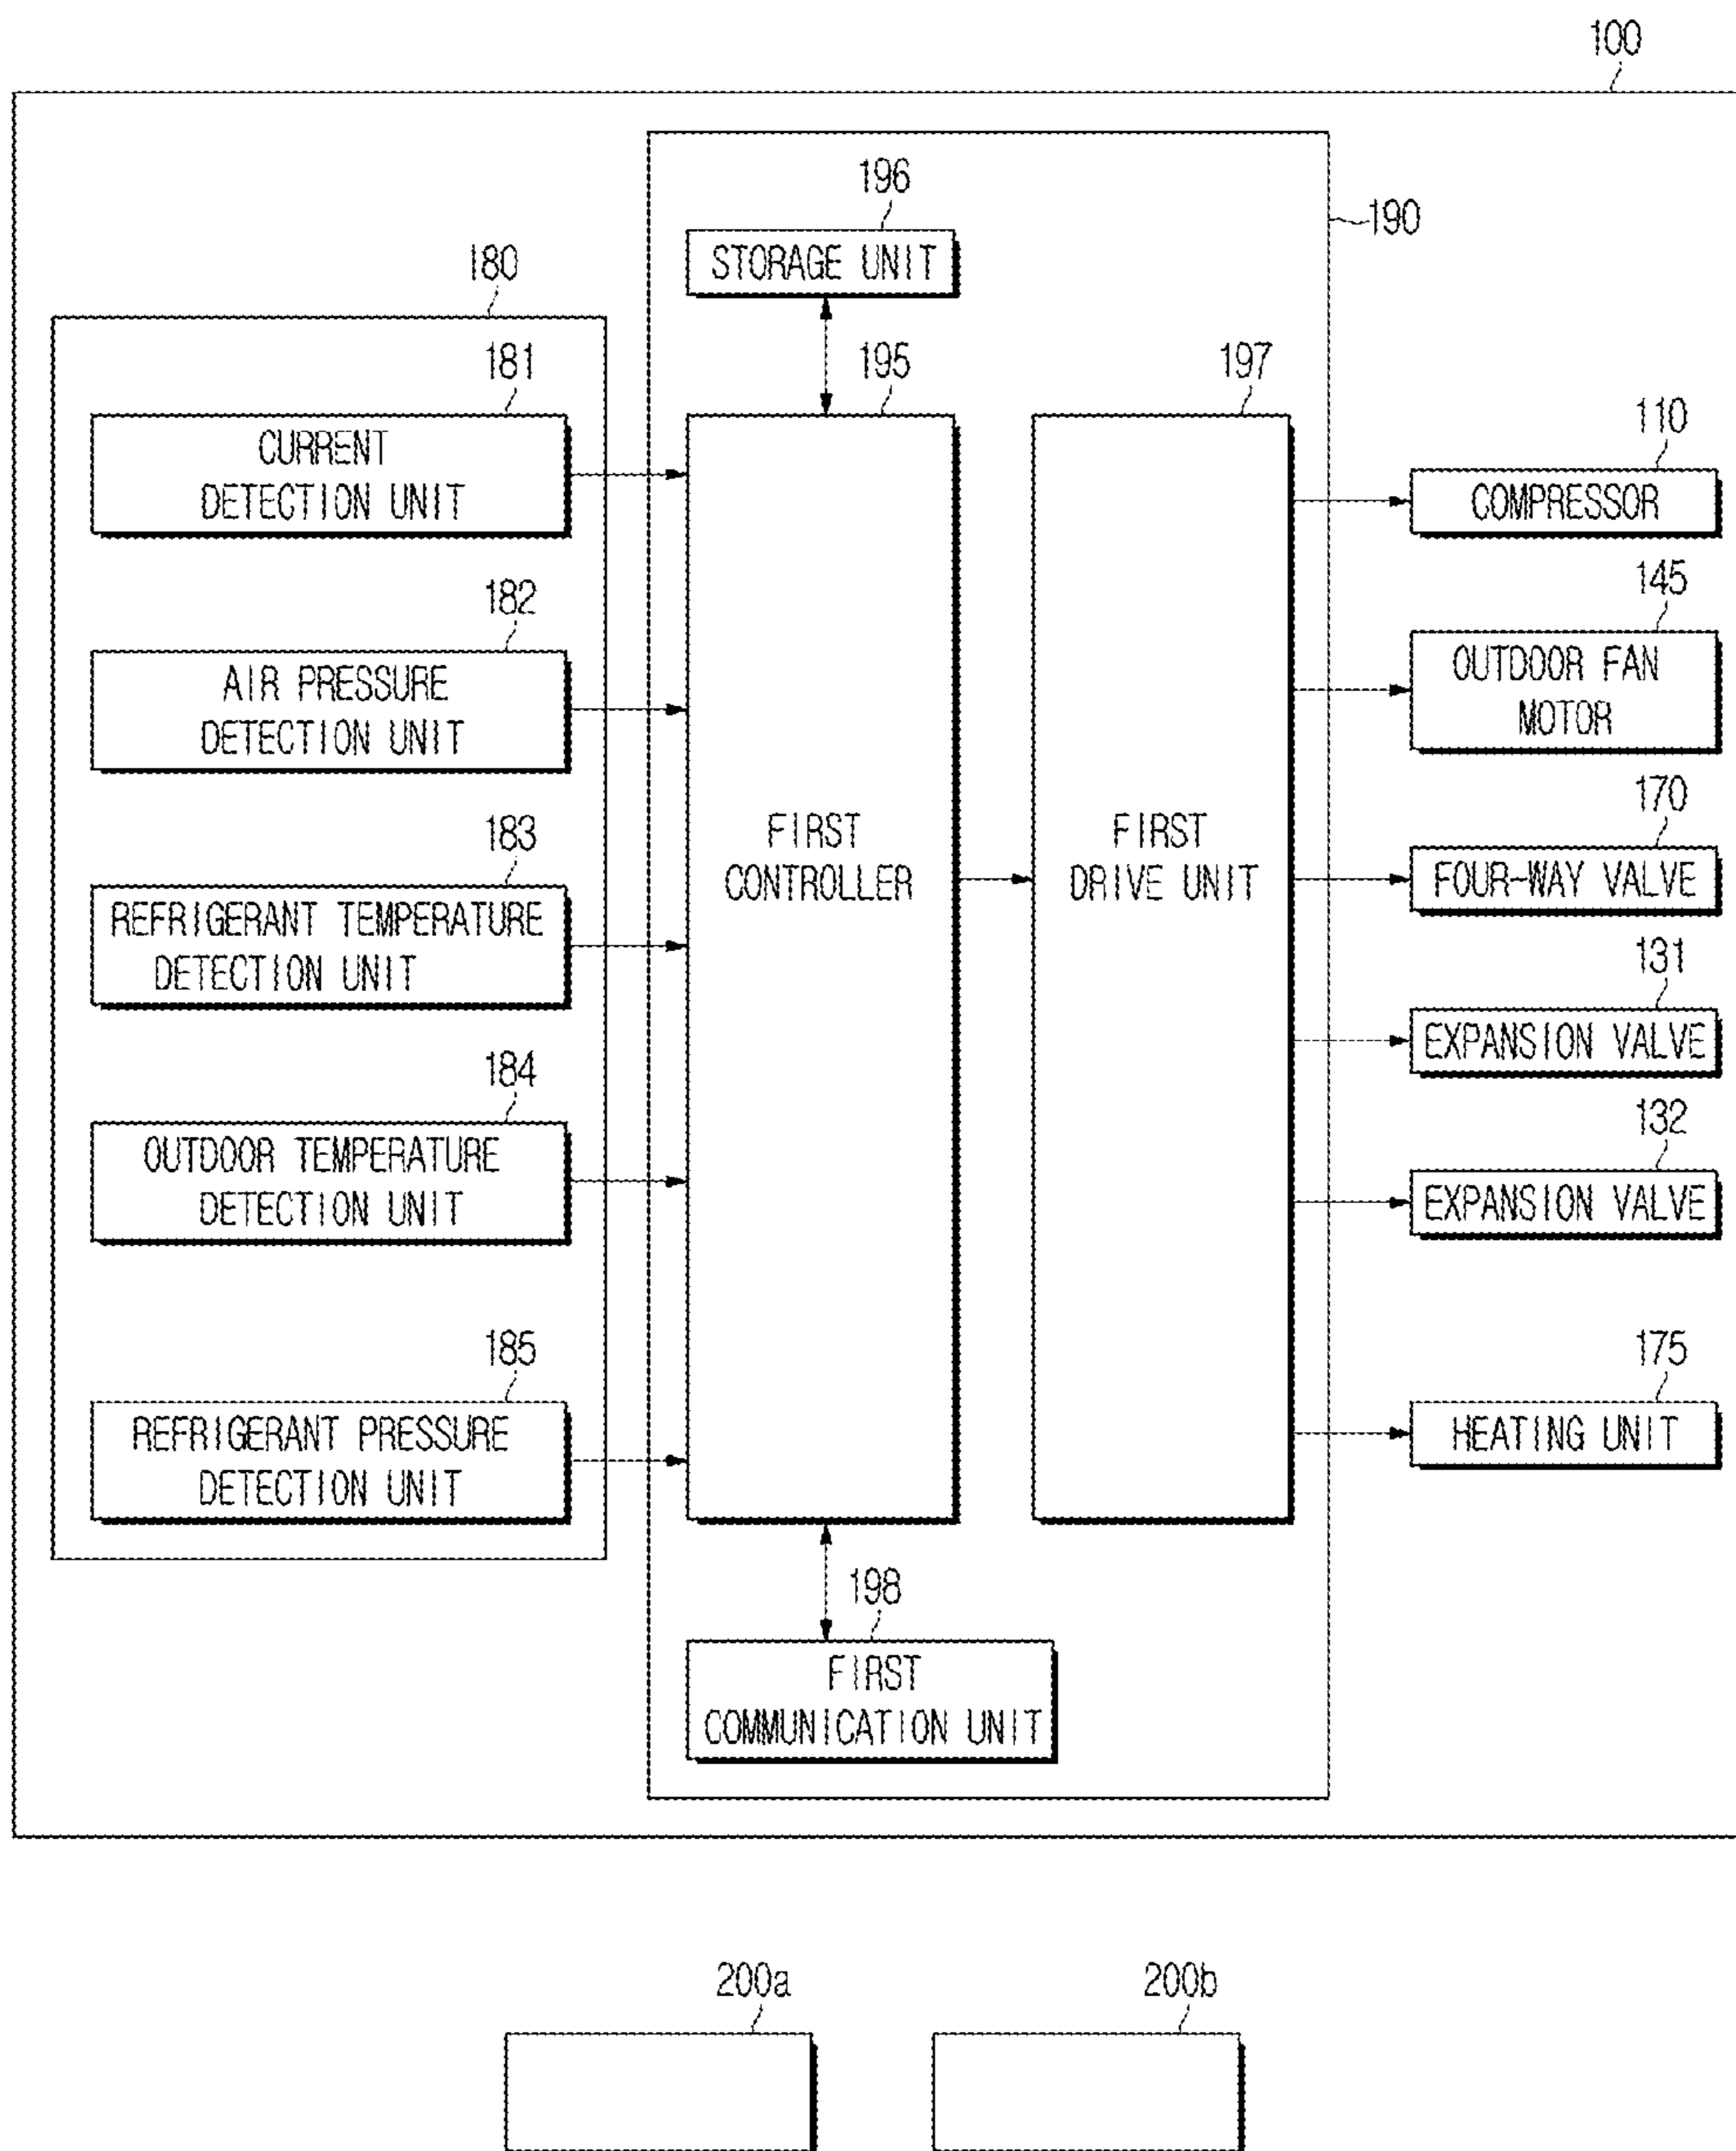 100
196
STORAGE UNIT
190
180
181
CURRENT
DETECTION UNIT
182
AIR PRESSURE
DETECTION UNIT
183
REFRIGERANT TEMPERATURE
DETECTION UNIT
184
OUTDOOR TEMPERATURE
DETECTION UNIT
185
REFRIGERANT PRESSURE
DETECTION UNIT
195
FIRST
CONTROLLER
197
FIRST
DRIVE UNIT
198
FIRST
COMMUNICATION UNIT
110
COMPRESSOR
145
OUTDOOR FAN
MOTOR
170
FOUR-WAY VALVE
131
EXPANSION VALVE
132
EXPANSION VALVE
175
HEATING UNIT
200a
200b